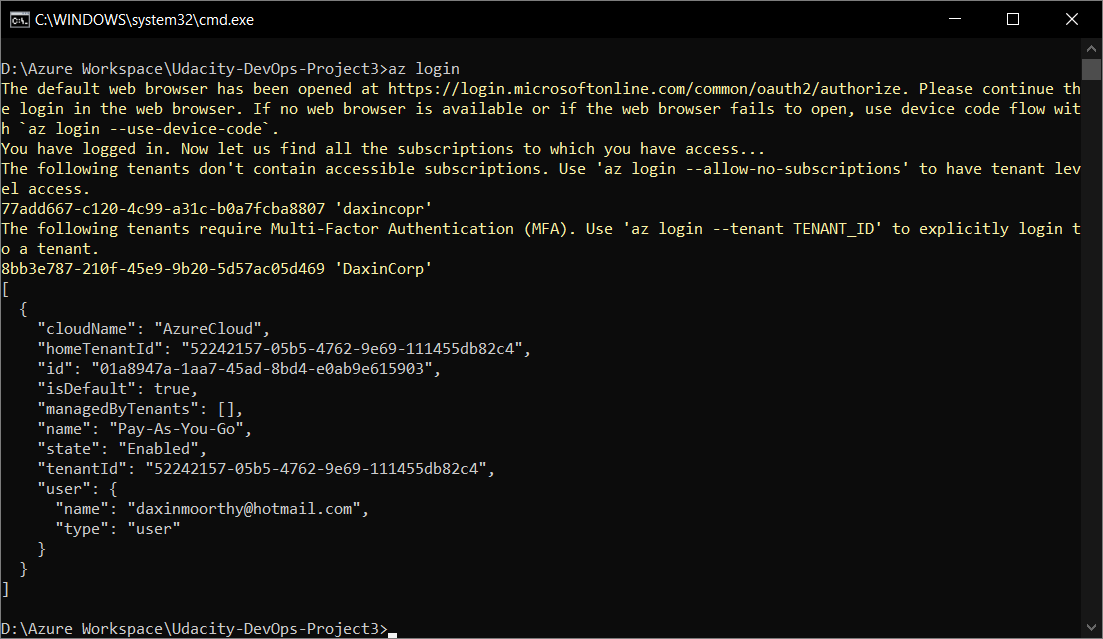 C:\WINDOWS\system32\cmd.exe
D:\Azure Workspace\Udacity-DevOps-Project3>az login
The default web browser has been opened at https://login.microsoftonline.com/common/oauth2/authorize. Please continue th
e login in the web browser. If no web browser is available or if the web browser fails to open, use device code flow wit
h `az login --use-device-code`.
You have logged in. Now let us find all the subscriptions to which you have access...
The following tenants don't contain accessible subscriptions. Use 'az login --allow-no-subscriptions' to have tenant lev
el access.
77add667-c120-4c99-a31c-b0a7fcba8807 'daxincopr'
The following tenants require Multi-Factor Authentication (MFA). Use 'az login --tenant TENANT_ID' to explicitly login t
o a tenant.
8bb3e787-210f-45e9-9b20-5d57ac05d469 'DaxinCorp'
[
  {
    "cloudName": "AzureCloud",
    "homeTenantId": "52242157-05b5-4762-9e69-111455db82c4",
    "id": "01a8947a-1aa7-45ad-8bd4-e0ab9e615903",
    "isDefault": true,
    "managedByTenants": [],
    "name": "Pay-As-You-Go",
    "state": "Enabled",
    "tenantId": "52242157-05b5-4762-9e69-111455db82c4",
    "user": {
      "name": "daxinmoorthy@hotmail.com",
      "type": "user"
    }
  }
]
D:\Azure Workspace\Udacity-DevOps-Project3>